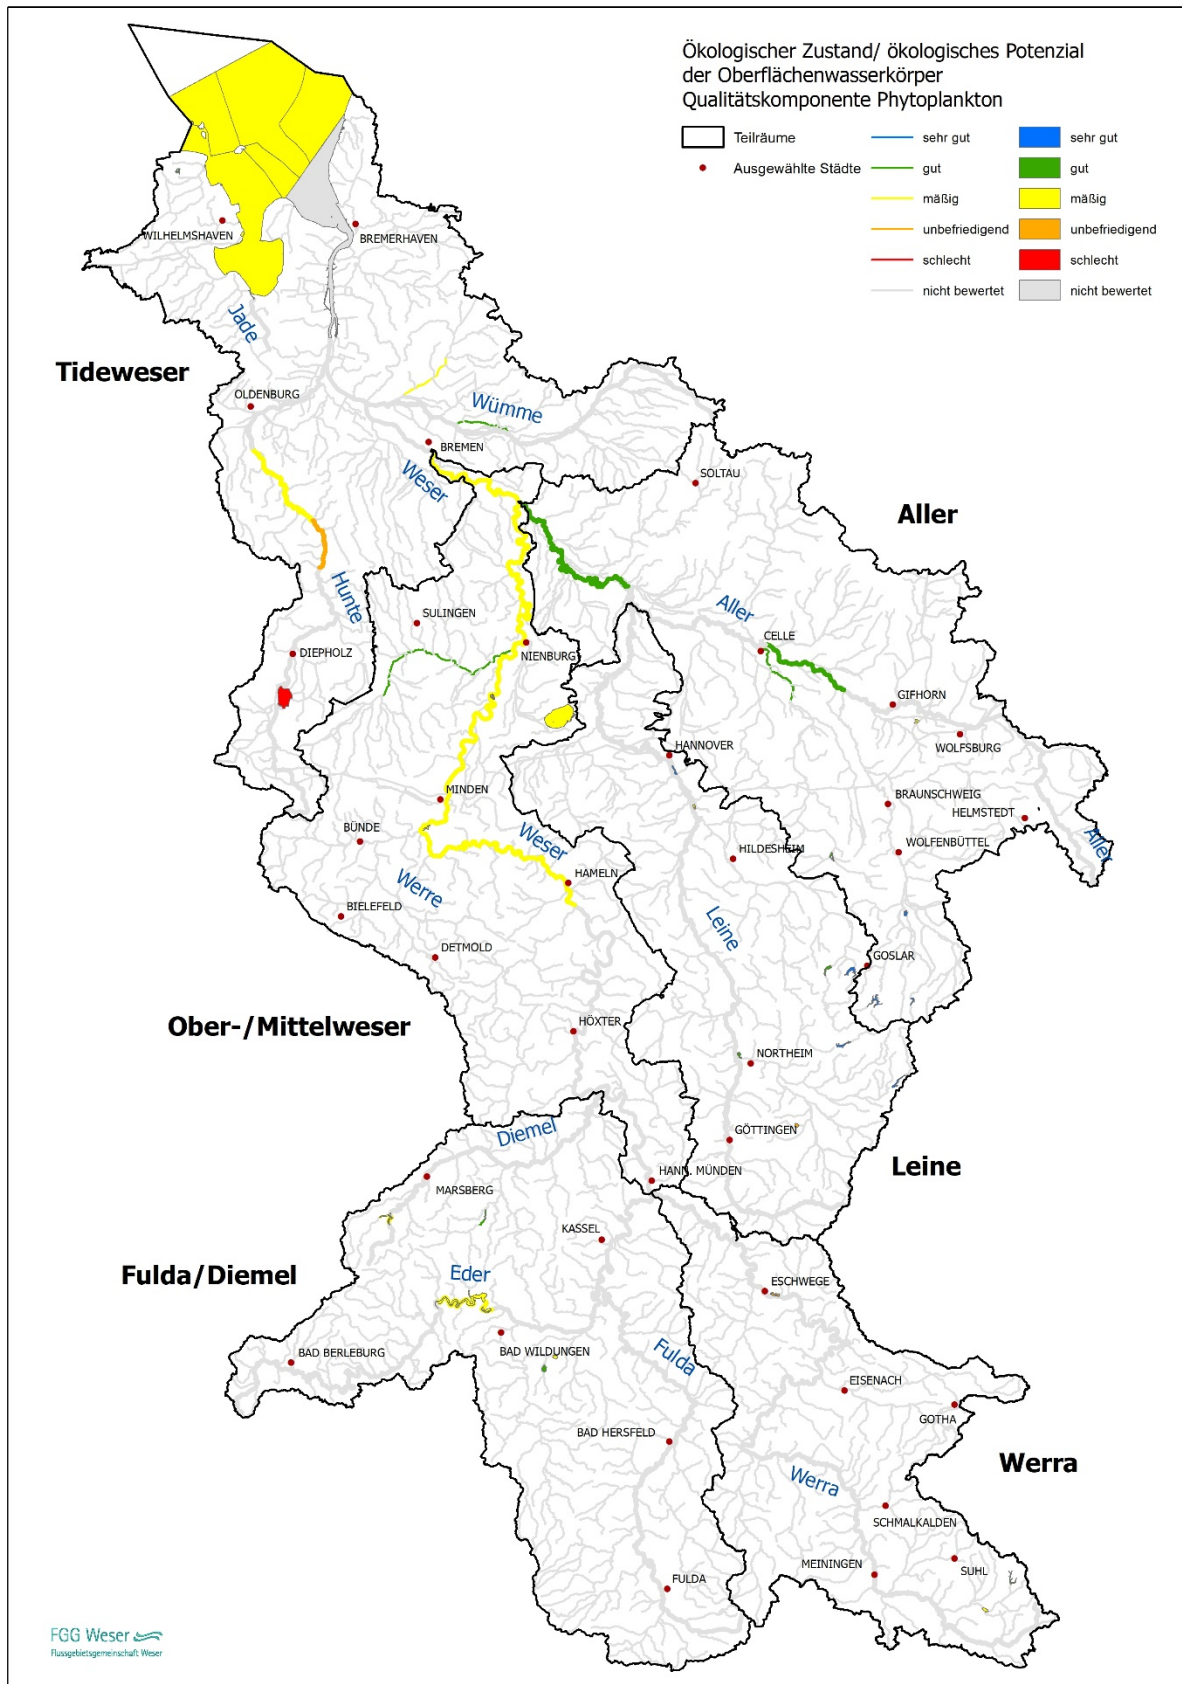 Ökologischer Zustand/ ökologisches Potenzial
der Oberflächenwasserkörper
Qualitätskomponente Phytoplankton
Teilräume
Ausgewählte Städte
sehr gut
gut
mäßig
unbefriedigend
schlecht
nicht bewertet
sehr gut
gut
mäßig
unbefriedigend
schlecht
nicht bewertet
WILHELMSHAVEN
BREMERHAVEN
Jade
Tideweser
OLDENBURG
Wümme
BREMEN
Weser
SOLTAU
Aller
Hunte
SULINGEN
Aller
CELLE
DIEPHOLZ
NIENBURG
GIFHORN
WOLFSBURG
HANNOVER
MINDEN
BRAUNSCHWEIG
HELMSTEDT
Aller
BÜNDE
Weser
HILDESHEIM
WOLFENBÜTTEL
HAMELN
Werre
BIELEFELD
Leine
DETMOLD
GOSLAR
Ober-/Mittelweser
HÖXTER
NORTHEIM
Diemel
GÖTTINGEN
Leine
HANN. MÜNDEN
MARSBERG
KASSEL
Fulda/Diemel
Eder
ESCHWEGE
BAD WILDUNGEN
Fulda
BAD BERLEBURG
EISENACH
GOTHA
BAD HERSFELD
Werra
Werra
SCHMALKALDEN
MEININGEN
SUHL
FULDA
FGG Weser
Flussgebietsgemeinschaft Weser